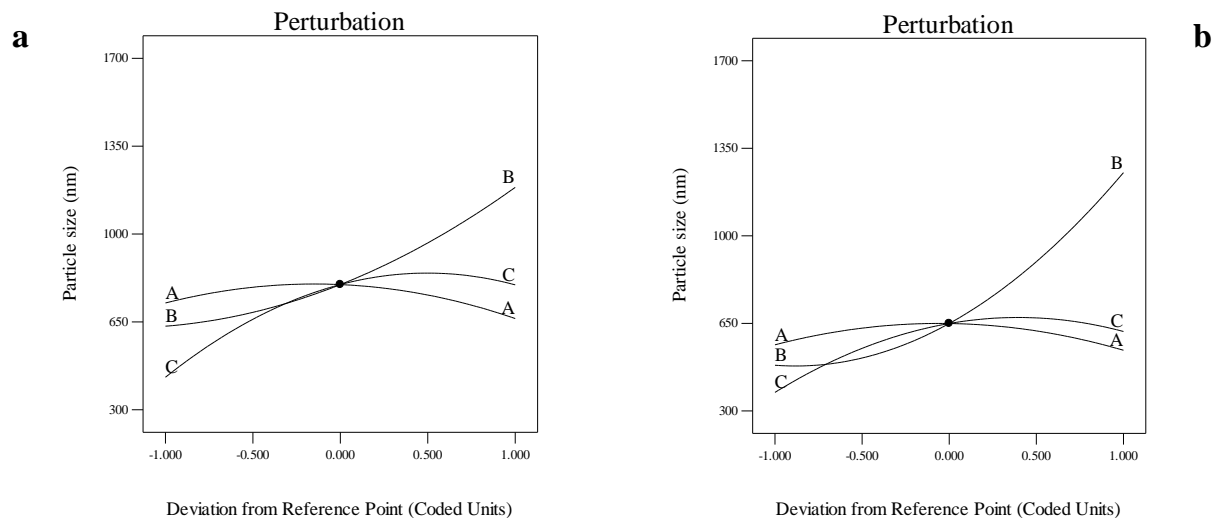 a
Perturbation
Particle size (nm)
1700
1350
1000
650
300
A
B
C
B
C
A
-1.000 -0.500 0.000 0.500 1.000
Deviation from Reference Point (Coded Units)
b
Perturbation
Particle size (nm)
1700
1350
1000
650
300
A
B
C
B
C
A
-1.000 -0.500 0.000 0.500 1.000
Deviation from Reference Point (Coded Units)